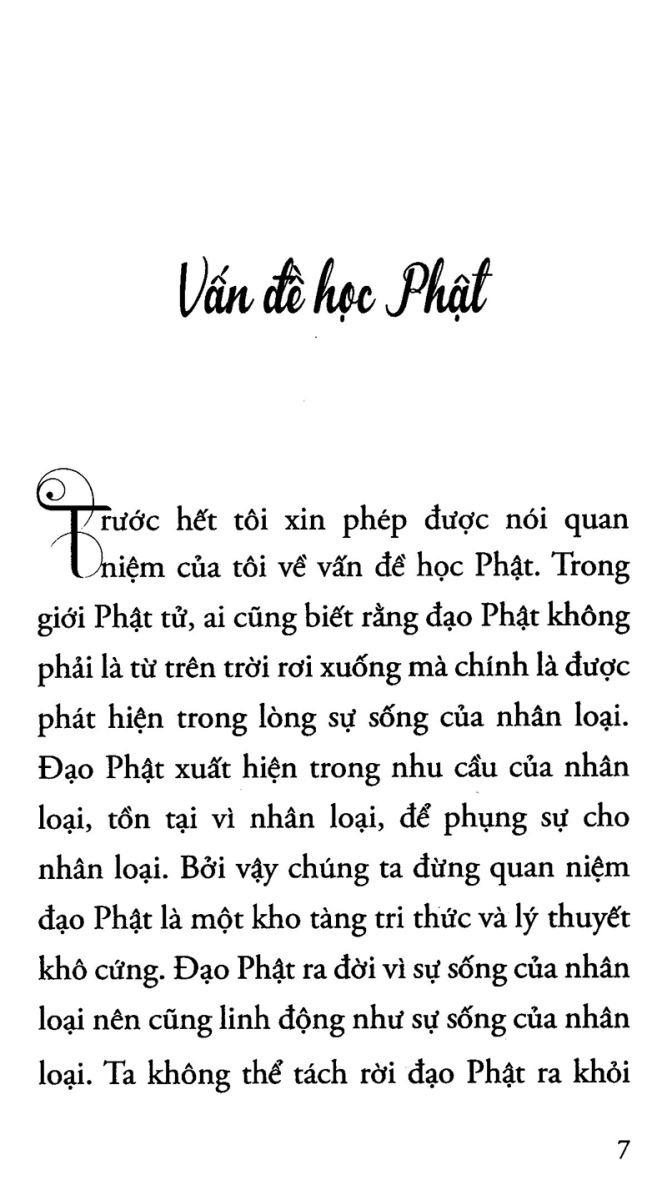 Vấn đề học Phật
Trước hết tôi xin phép được nói quan
niệm của tôi về vấn đề học Phật. Trong
giới Phật tử, ai cũng biết rằng đạo Phật không
phải là từ trên trời rơi xuống mà chính là được
phát hiện trong lòng sự sống của nhân loại.
Đạo Phật xuất hiện trong nhu cầu của nhân
loại, tồn tại vì nhân loại, để phụng sự cho
nhân loại. Bởi vậy chúng ta đừng quan niệm
đạo Phật là một kho tàng tri thức và lý thuyết
khô cứng. Đạo Phật ra đời vì sự sống của nhân
loại nên cũng linh động như sự sống của nhân
loại. Ta không thể tách rời đạo Phật ra khỏi
7